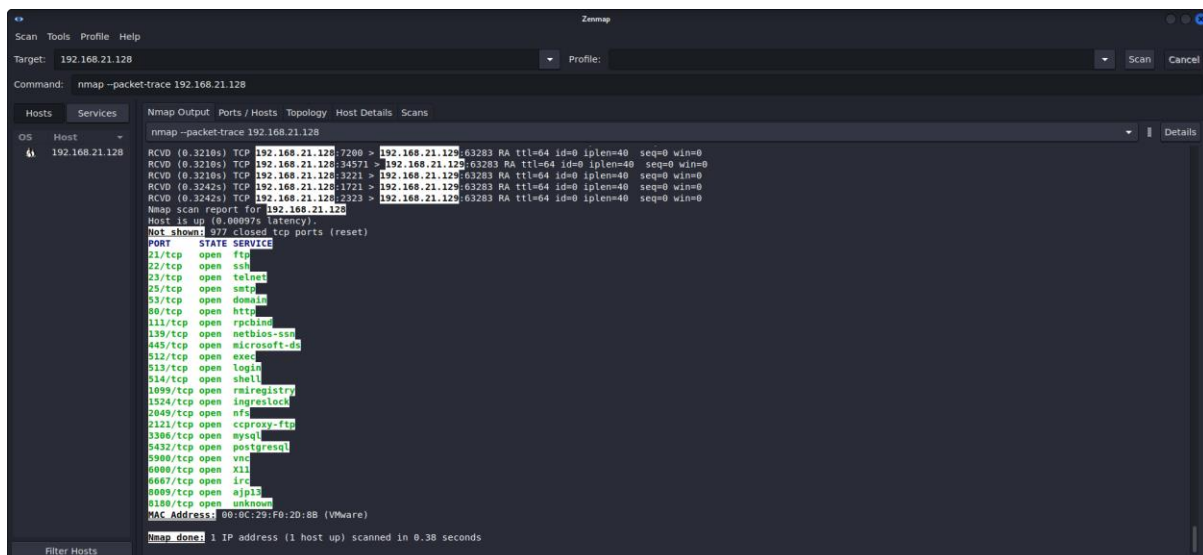 Zenmap
Scan Tools Profile Help
Target: 192.168.21.128 Profile: Scan Cancel
Command: nmap --packet-trace 192.168.21.128
Hosts Services
OS Host
192.168.21.128
Nmap Output Ports / Hosts Topology Host Details Scans
nmap --packet-trace 192.168.21.128 Details
RCVD (0.3210s) TCP 192.168.21.128:7200 > 192.168.21.129:63283 RA ttl=64 id=0 iplen=40 seq=0 win=0
RCVD (0.3210s) TCP 192.168.21.128:34571 > 192.168.21.129:63283 RA ttl=64 id=0 iplen=40 seq=0 win=0
RCVD (0.3210s) TCP 192.168.21.128:3221 > 192.168.21.129:63283 RA ttl=64 id=0 iplen=40 seq=0 win=0
RCVD (0.3242s) TCP 192.168.21.128:1721 > 192.168.21.129:63283 RA ttl=64 id=0 iplen=40 seq=0 win=0
RCVD (0.3242s) TCP 192.168.21.128:2323 > 192.168.21.129:63283 RA ttl=64 id=0 iplen=40 seq=0 win=0
Nmap scan report for 192.168.21.128
Host is up (0.00097s latency).
Not shown: 977 closed tcp ports (reset)
PORT STATE SERVICE
21/tcp open ftp
22/tcp open ssh
23/tcp open telnet
25/tcp open smtp
53/tcp open domain
80/tcp open http
111/tcp open rpcbind
139/tcp open netbios-ssn
445/tcp open microsoft-ds
512/tcp open exec
513/tcp open login
514/tcp open shell
1099/tcp open rmiregistry
1524/tcp open ingreslock
2049/tcp open nfs
2121/tcp open ccproxy-ftp
3306/tcp open mysql
5432/tcp open postgresql
5900/tcp open vnc
6000/tcp open X11
6667/tcp open irc
8009/tcp open ajp13
8180/tcp open unknown
MAC Address: 00:0C:29:F0:2D:8B (VMware)
Nmap done: 1 IP address (1 host up) scanned in 0.38 seconds
Filter Hosts